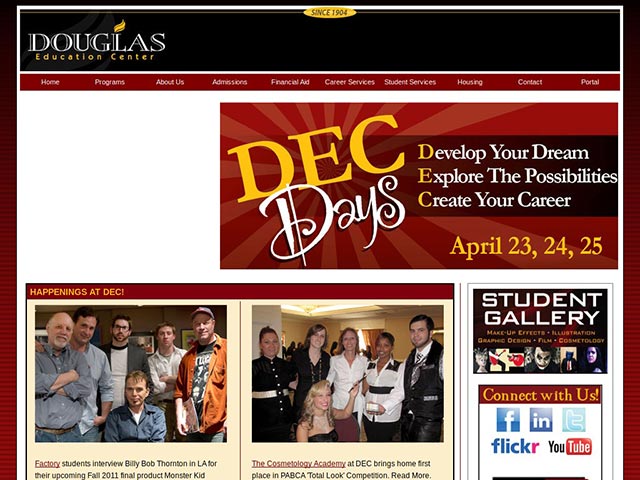 SINCE 1904
DOUGLAS
Education Center
Home Programs About Us Admissions Financial Aid Career Services Student Services Housing Contact Portal
DEC
Days
Develop Your Dream
Explore The Possibilities
Create Your Career
April 23, 24, 25
HAPPENINGS AT DEC!
Factory students interview Billy Bob Thornton in LA for
their upcoming Fall 2011 final product Monster Kid
The Cosmetology Academy at DEC brings home first
place in PABCA 'Total Look' Competition. Read More.
STUDENT
GALLERY
MAKE-UP EFFECTS • ILLUSTRATION
GRAPHIC DESIGN • FILM • COSMETOLOGY
Connect with Us!
f in t
flickr YouTube